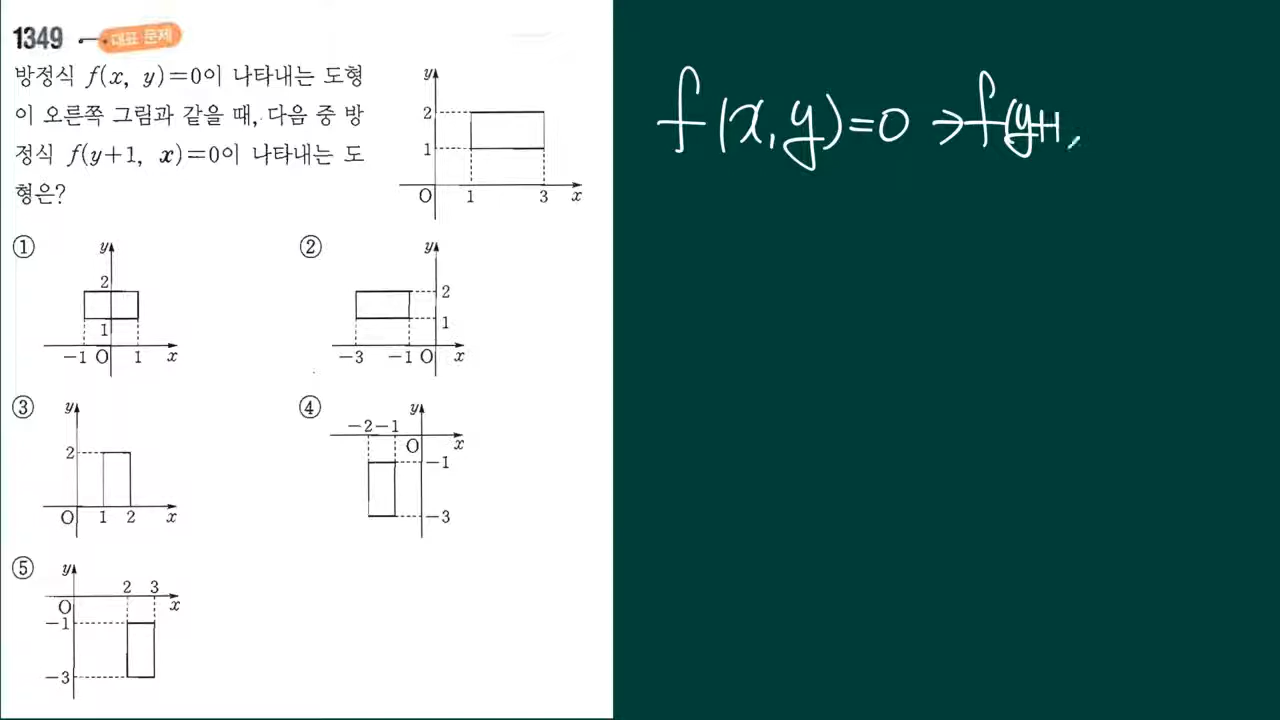 1349 대표 문제
방정식 f(x, y)=0이 나타내는 도형
이 오른쪽 그림과 같을 때, 다음 중 방
정식 f(y+1, x)=0이 나타내는 도
형은?
y
2
1
O 1 3 x
f(x,y)=0 → f(y+1,
①
y
2
1
-1 O 1 x
②
y
2
1
-3 -1 O x
③
y
2
O 1 2 x
④
y
-2 -1
O x
-1
-3
⑤
y
2 3
O x
-1
-3